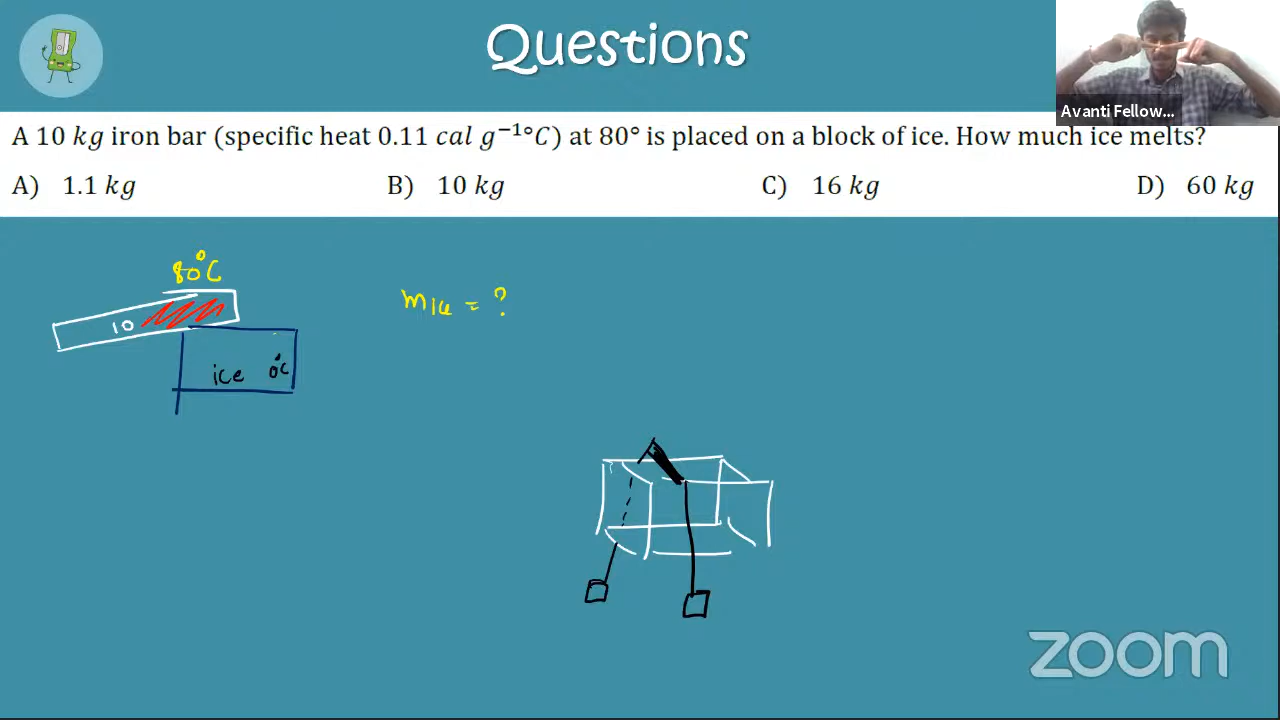 Questions
Avanti Fellow...
A 10 kg iron bar (specific heat 0.11 cal g⁻¹°C) at 80° is placed on a block of ice. How much ice melts?
A) 1.1 kg B) 10 kg C) 16 kg D) 60 kg
80°C
m ice = ?
10
ice 0°C
zoom